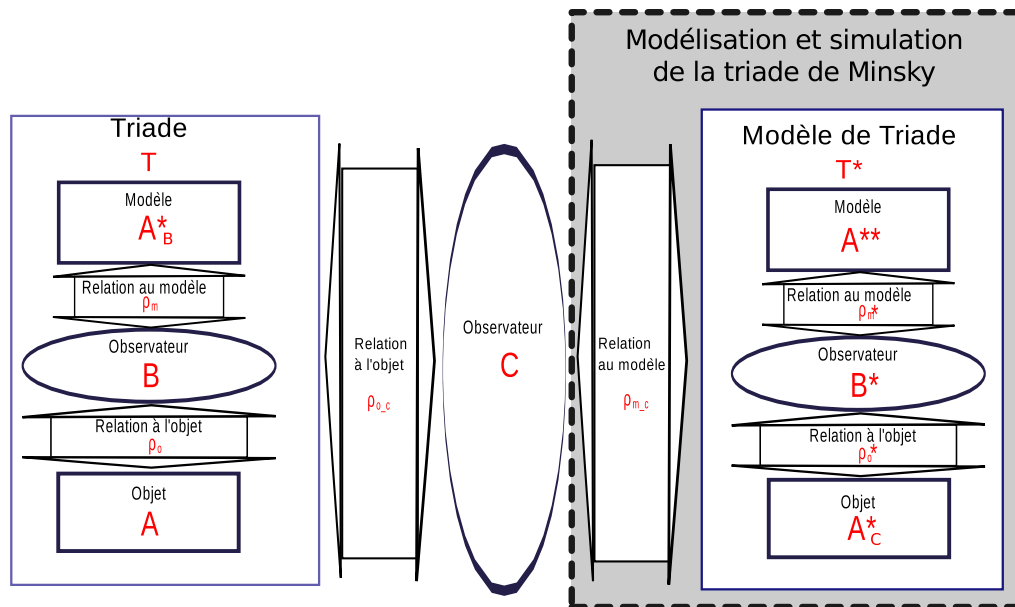 Modélisation et simulation
de la triade de Minsky
Triade
T
Modèle
A*B
Relation au modèle
ρm
Observateur
B
Relation à l'objet
ρo
Objet
A
Relation
à l'objet
ρo_c
Observateur
C
Relation
au modèle
ρm_c
Modèle de Triade
T*
Modèle
A**
Relation au modèle
ρm*
Observateur
B*
Relation à l'objet
ρo*
Objet
A*C